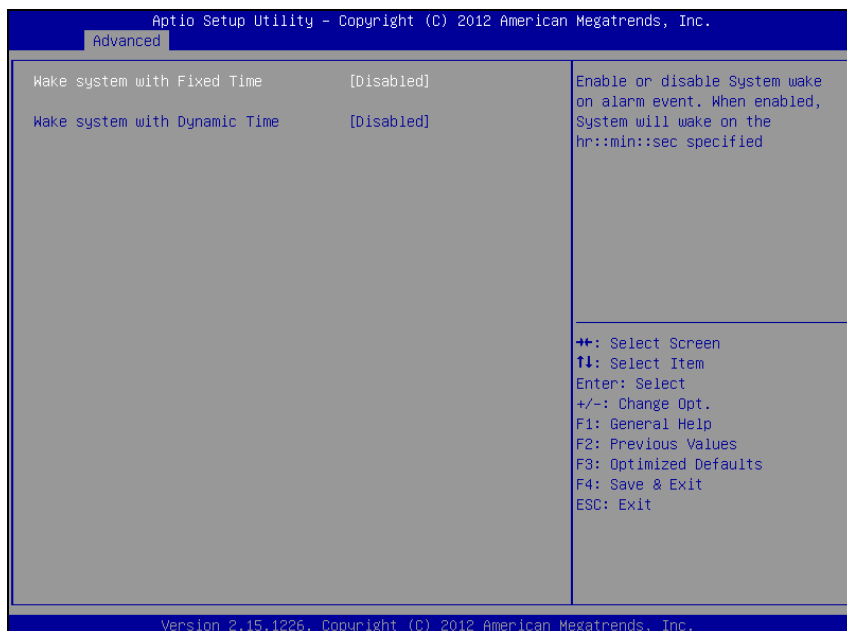 Aptio Setup Utility – Copyright (C) 2012 American Megatrends, Inc.
Advanced
Wake system with Fixed Time [Disabled]
Wake system with Dynamic Time [Disabled]
Enable or disable System wake
on alarm event. When enabled,
System will wake on the
hr::min::sec specified
→←: Select Screen
↑↓: Select Item
Enter: Select
+/-: Change Opt.
F1: General Help
F2: Previous Values
F3: Optimized Defaults
F4: Save & Exit
ESC: Exit
Version 2.15.1226. Copyright (C) 2012 American Megatrends, Inc.